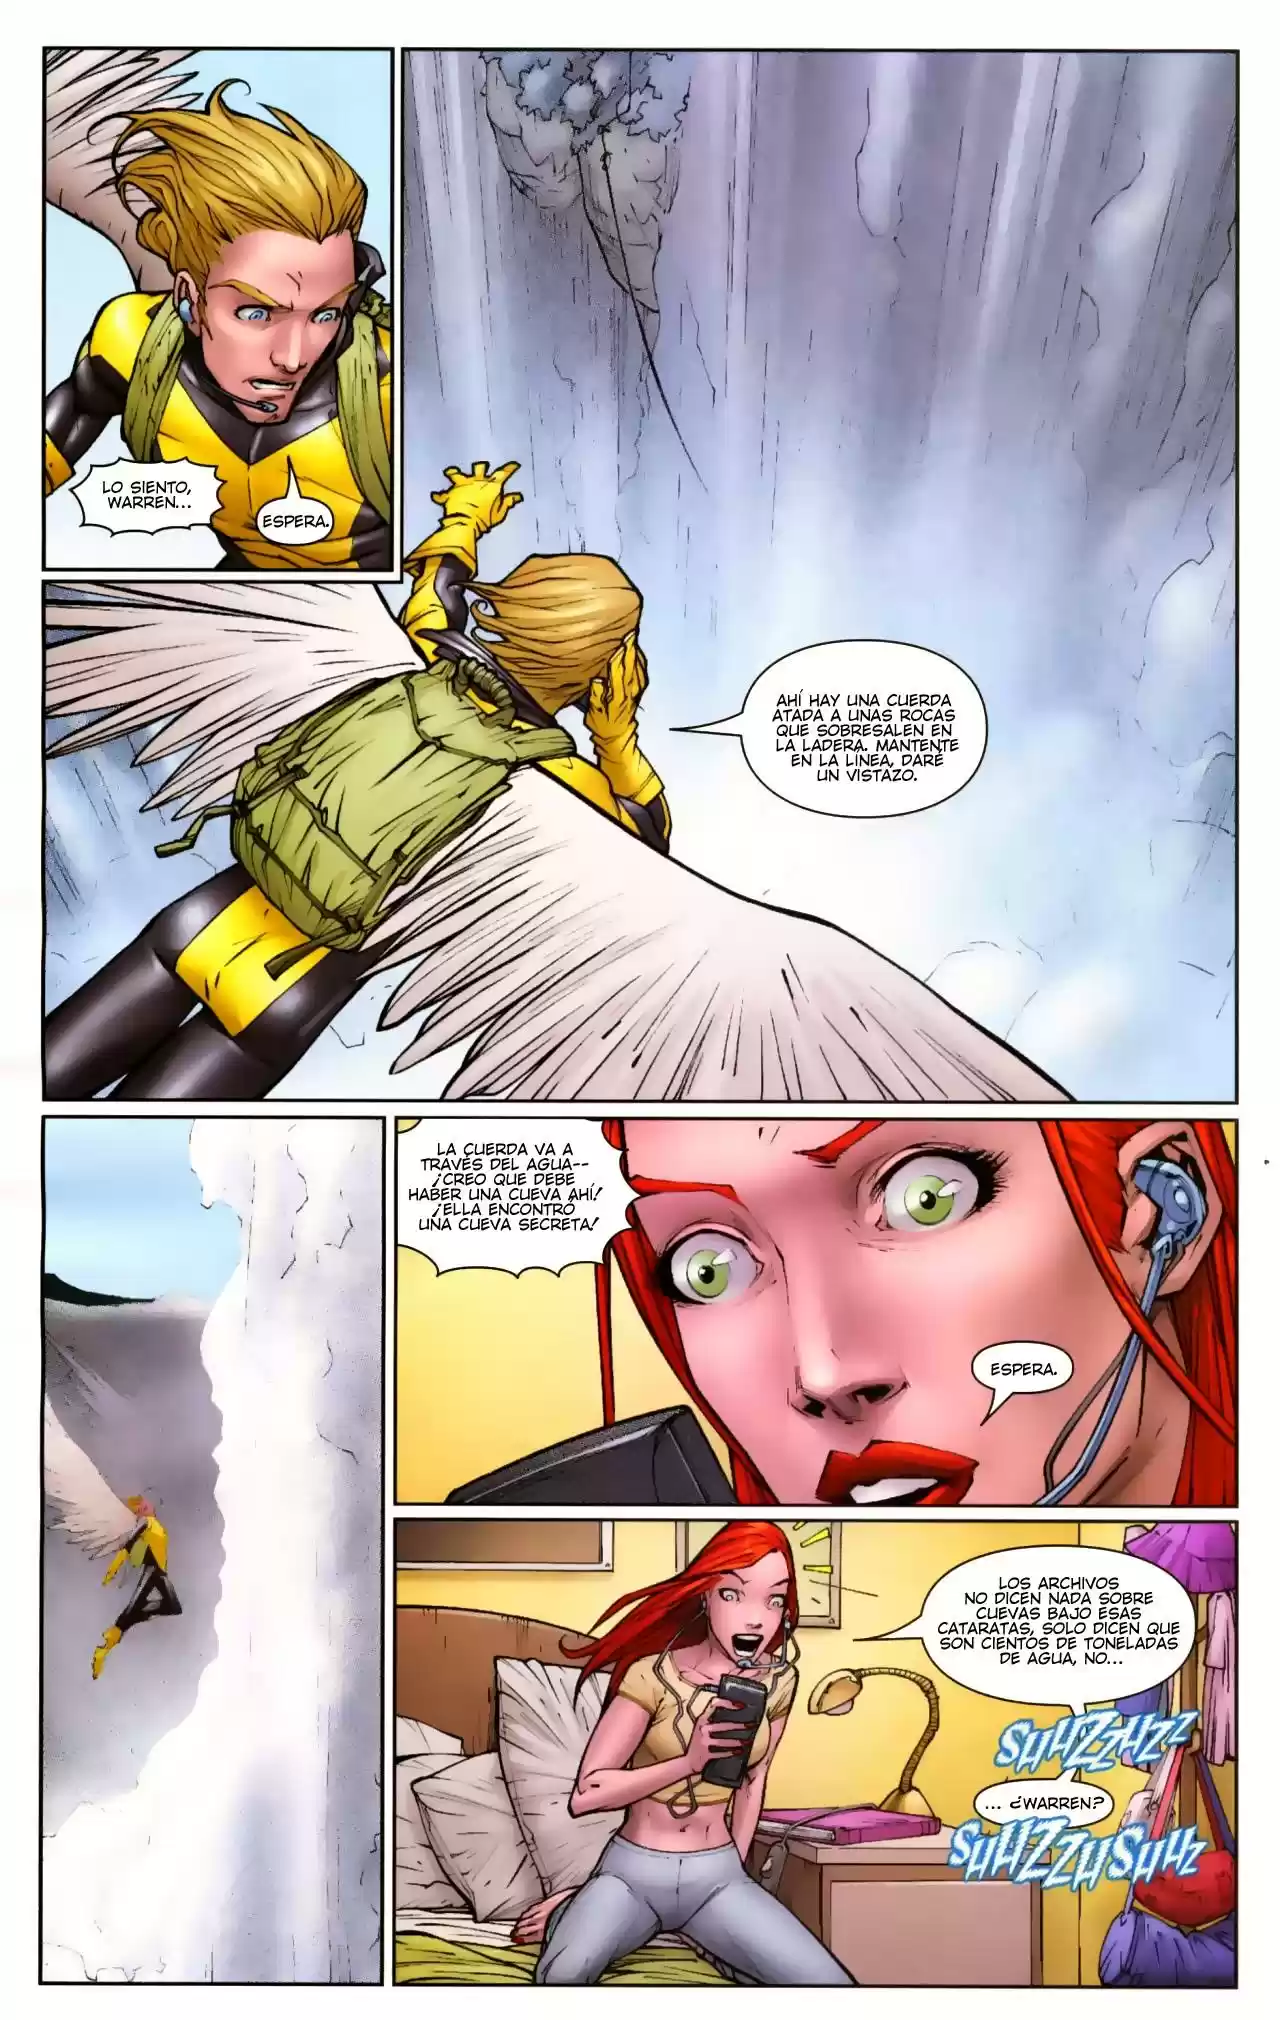 LO SIENTO,
WARREN...
ESPERA.
AHÍ HAY UNA CUERDA
ATADA A UNAS ROCAS
QUE SOBRESALEN EN
LA LADERA. MANTENTE
EN LA LÍNEA, DARÉ
UN VISTAZO.
LA CUERDA VA A
TRAVÉS DEL AGUA--
¡CREO QUE DEBE
HABER UNA CUEVA AHÍ!
¡ELLA ENCONTRÓ
UNA CUEVA SECRETA!
ESPERA.
LOS ARCHIVOS
NO DICEN NADA SOBRE
CUEVAS BAJO ESAS
CATARATAS, SOLO DICEN QUE
SON CIENTOS DE TONELADAS
DE AGUA, NO...
SHHZZHZZ
... ¿WARREN?
SHHZZHSHHZ